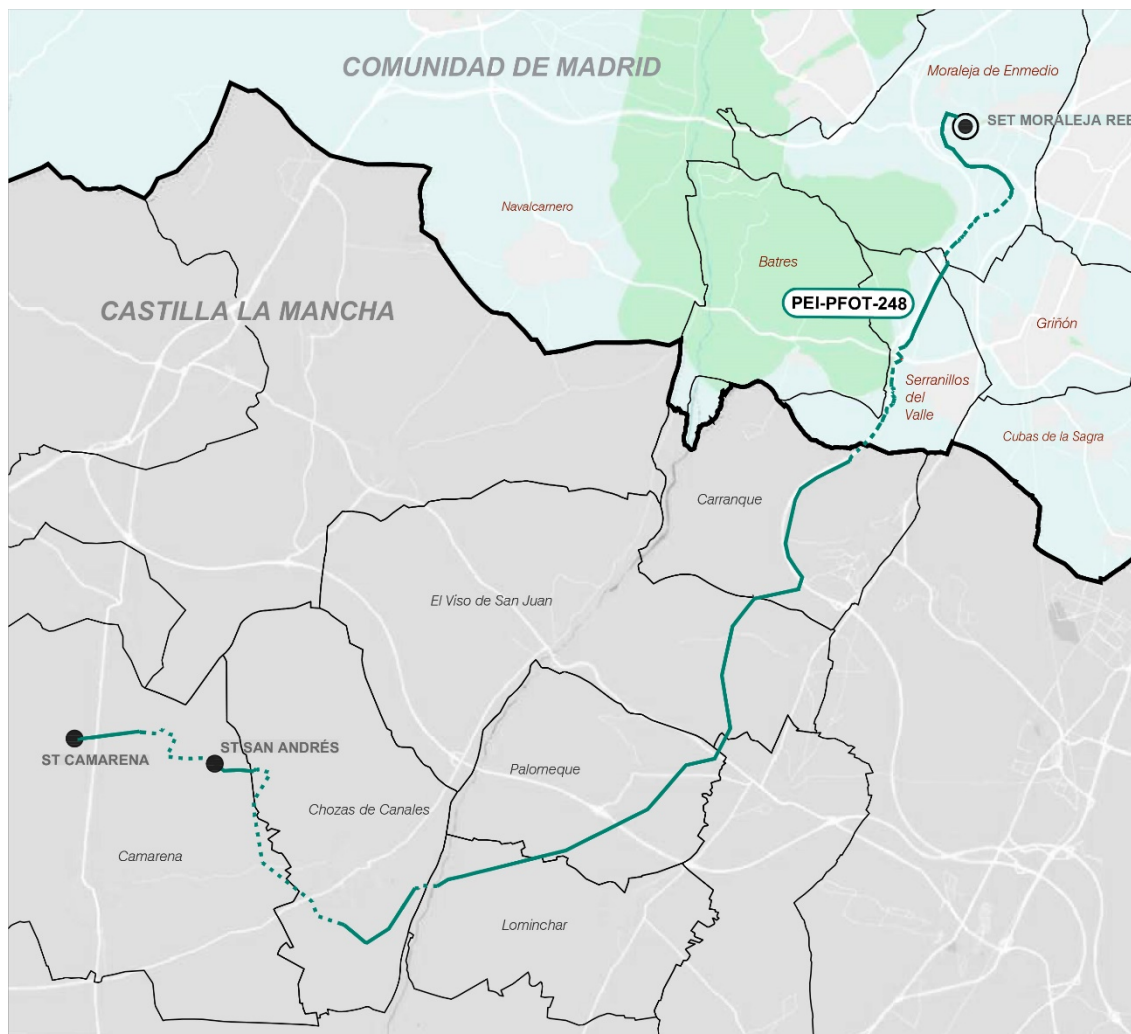 COMUNIDAD DE MADRID
Moraleja de Enmedio
SET MORALEJA REE
Navalcarnero
Batres
CASTILLA LA MANCHA
PEI-PFOT-248
Griñón
Serranillos
del
Valle
Cubas de la Sagra
Carranque
El Viso de San Juan
ST SAN ANDRÉS
ST CAMARENA
Palomeque
Chozas de Canales
Camarena
Lominchar